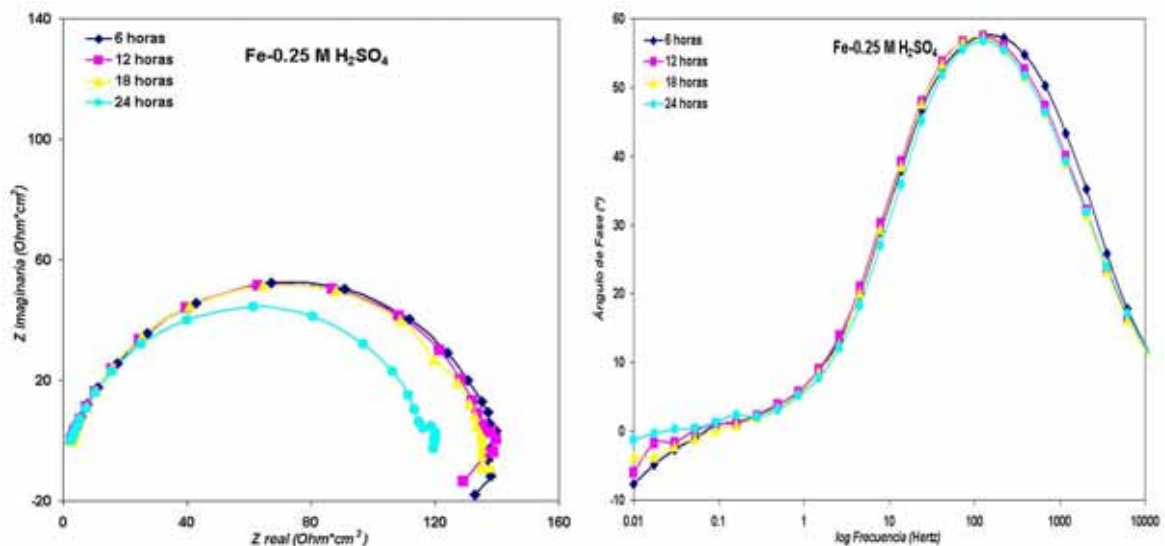 140
100
60
20
-20
Z imaginaria (Ohm*cm²)
6 horas
12 horas
18 horas
24 horas
Fe-0.25 M H₂SO₄
0
40
80
120
160
Z real (Ohm*cm²)
60
50
40
30
20
10
0
-10
Ángulo de Fase (°)
6 horas
12 horas
18 horas
24 horas
Fe-0.25 M H₂SO₄
0.01
0.1
1
10
100
1000
10000
log Frecuencia (Hertz)